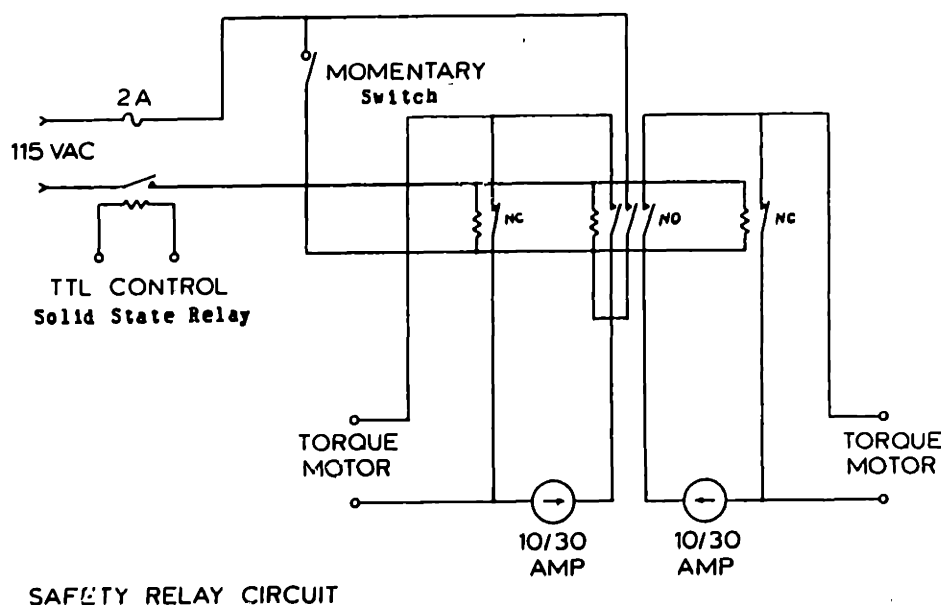 MOMENTARY
Switch
2A
115 VAC
NC
NO
NC
TTL CONTROL
Solid State Relay
TORQUE
MOTOR
TORQUE
MOTOR
10/30
AMP
10/30
AMP
SAFETY RELAY CIRCUIT